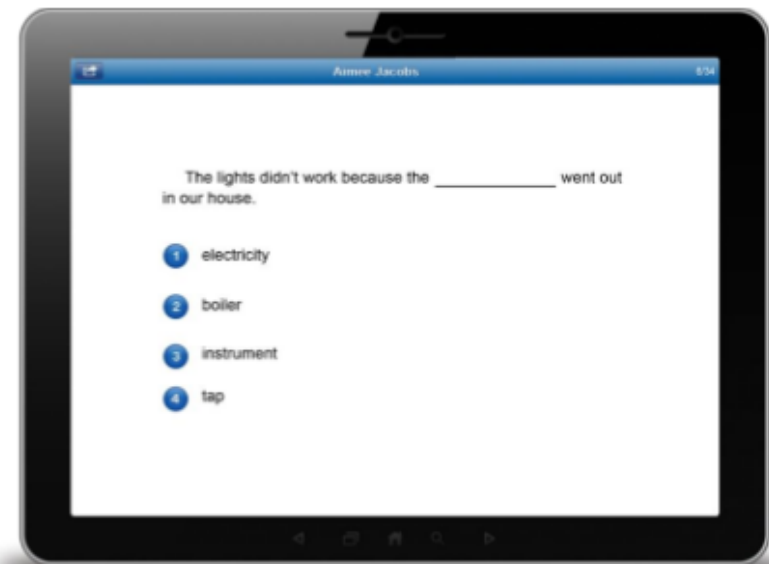 Aimee Jacobs
The lights didn't work because the ______________ went out
in our house.
1 electricity
2 boiler
3 instrument
4 tap